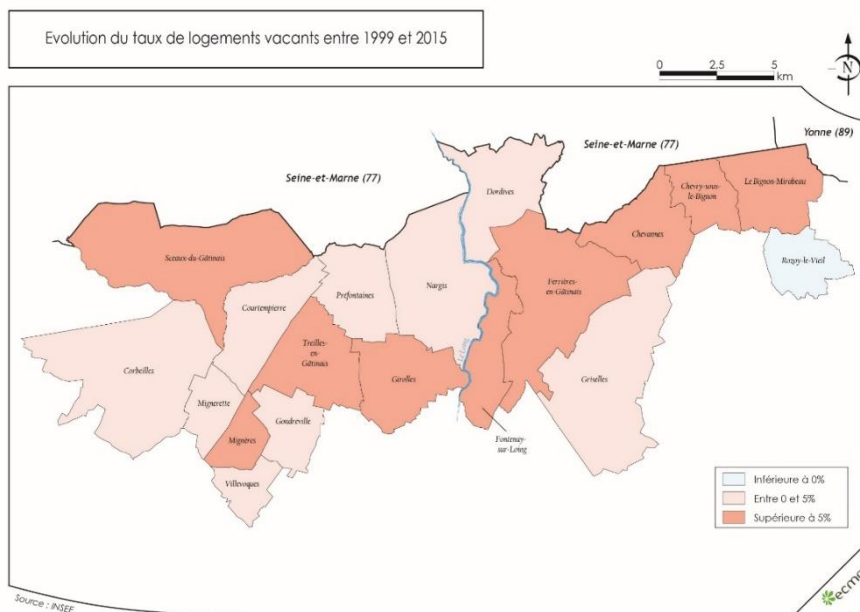 Evolution du taux de logements vacants entre 1999 et 2015
0 2.5 5
km
N
Yonne (89)
Seine-et-Marne (77)
Seine-et-Marne (77)
Dordives
Chevry-sous-
le-Bignon
Le Bignon-Mirabeau
Chevannes
Sceaux-du-Gâtinais
Rozoy-le-Vieil
Ferrières-
en-Gâtinais
Nargis
Préfontaines
Courtempierre
Le Loing
Treilles-
en-
Gâtinais
Corbeilles
Girolles
Griselles
Mignerette
Gondreville
Mignères
Fontenay-
sur-Loing
Villevoques
Inférieure à 0%
Entre 0 et 5%
Supérieure à 5%
Source : INSEE